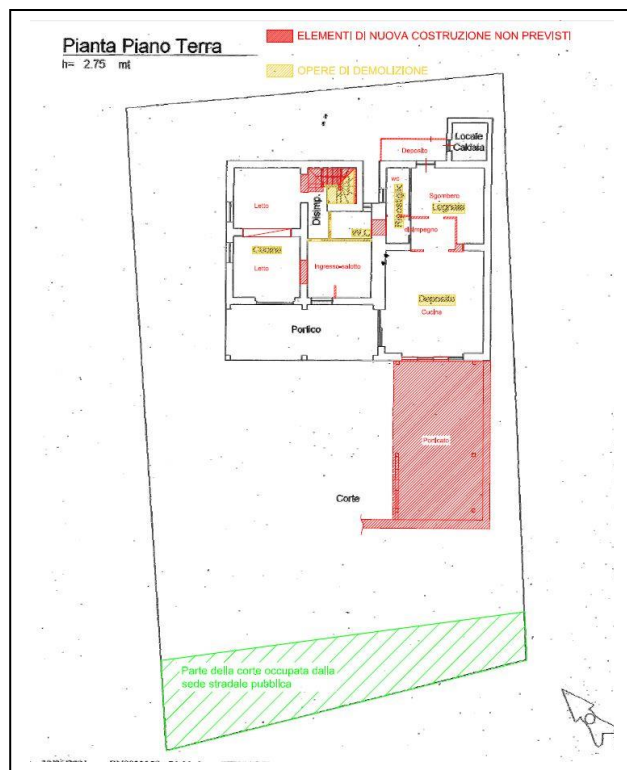 Pianta Piano Terra
h= 2.75 mt
ELEMENTI DI NUOVA COSTRUZIONE NON PREVISTI
OPERE DI DEMOLIZIONE
Locale
Caldaia
Deposito
wc
Ripostiglio
Sgombero
Legnaia
Disimp.
Letto
W.C
disimpegno
Cucina
Letto
Ingresso-salotto
Deposito
Cucina
Portico
Porticato
Corte
Parte della corte occupata dalla
sede stradale pubblica